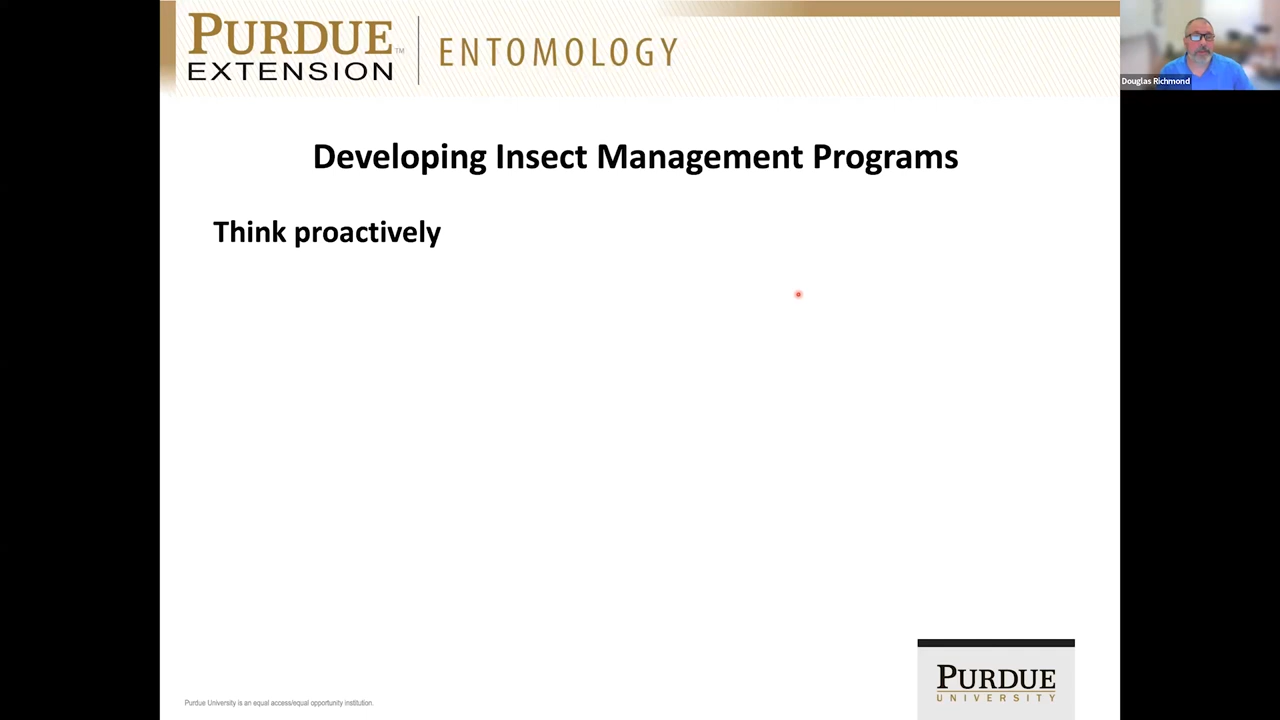 PURDUE™
EXTENSION
ENTOMOLOGY
Douglas Richmond
Developing Insect Management Programs
Think proactively
PURDUE
UNIVERSITY
Purdue University is an equal access/equal opportunity institution.